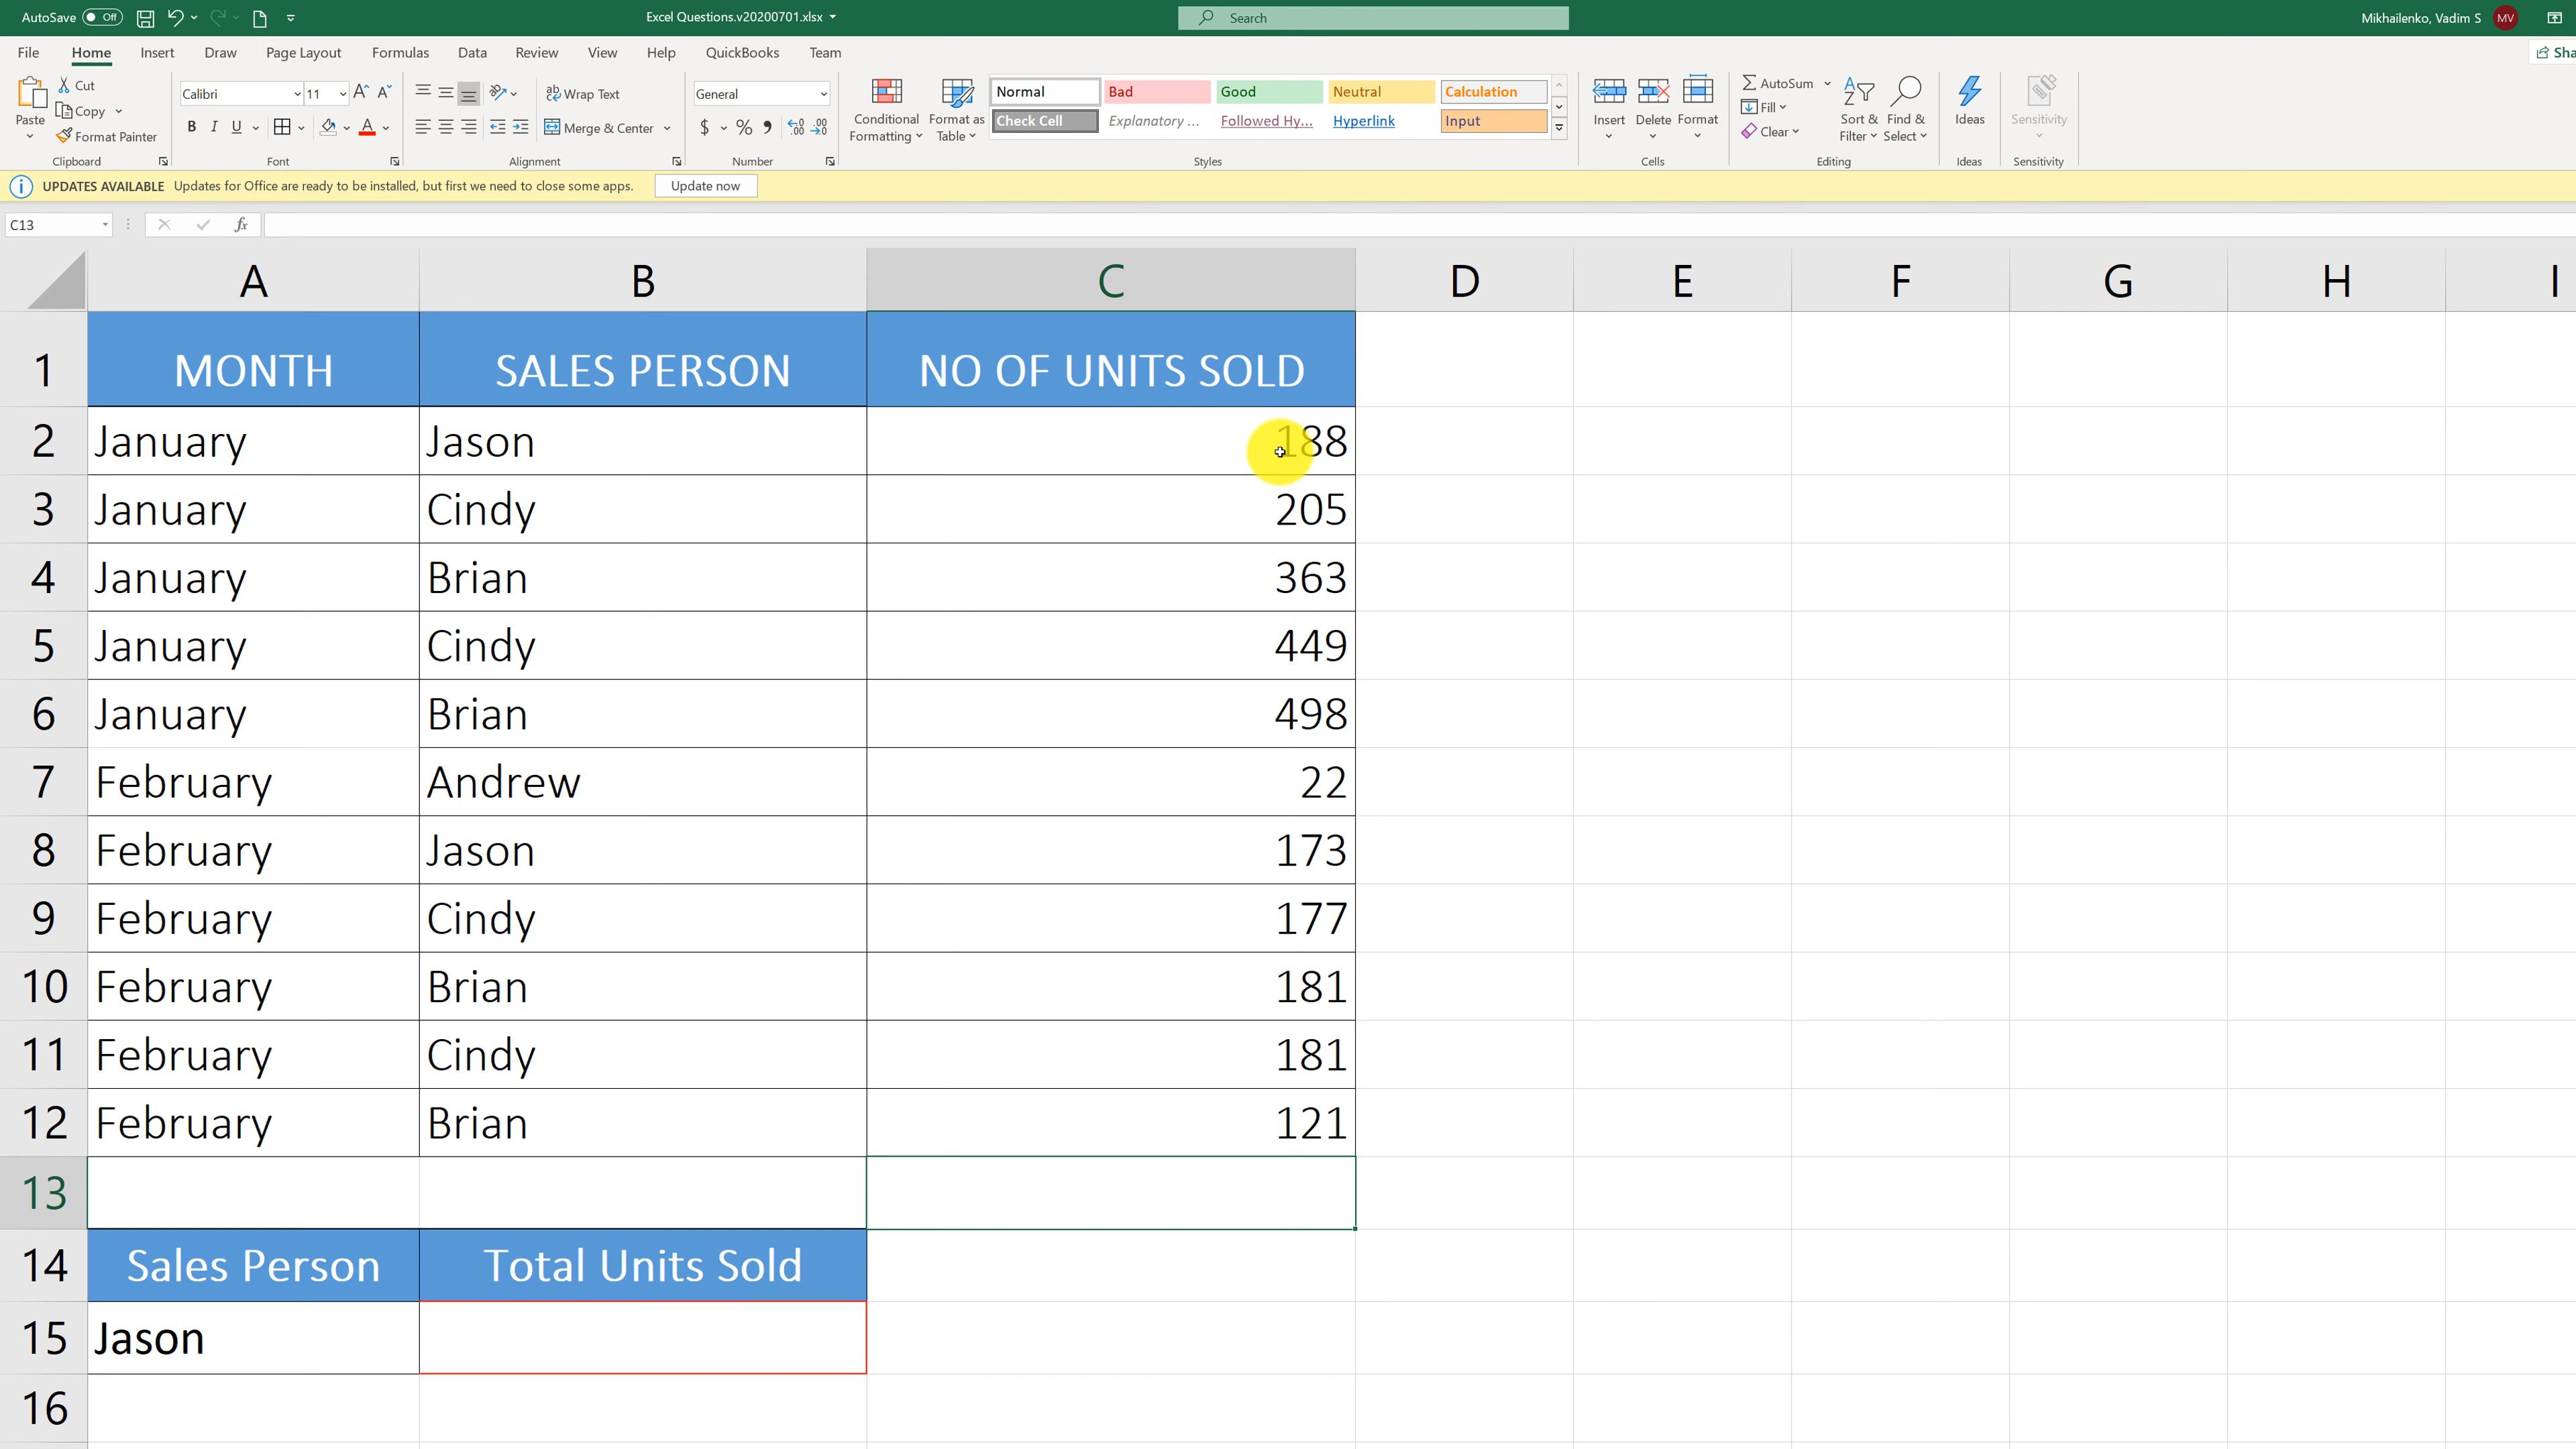 AutoSave Off Excel Questions.v20200701.xlsx Search Mikhailenko, Vadim S MV
File Home Insert Draw Page Layout Formulas Data Review View Help QuickBooks Team
Paste Cut Copy Format Painter
Clipboard
Calibri 11
B I U A
Font
Wrap Text
Merge & Center
Alignment
General
$ %
Number
Conditional Formatting
Format as Table
Normal Bad Good Neutral Calculation
Check Cell Explanatory ... Followed Hy... Hyperlink Input
Styles
Insert Delete Format
Cells
AutoSum
Fill
Clear
Sort & Filter
Find & Select
Editing
Ideas
Ideas
Sensitivity
Sensitivity
UPDATES AVAILABLE Updates for Office are ready to be installed, but first we need to close some apps. Update now
C13 fx
A B C D E F G H I
1 MONTH SALES PERSON NO OF UNITS SOLD
2 January Jason 188
3 January Cindy 205
4 January Brian 363
5 January Cindy 449
6 January Brian 498
7 February Andrew 22
8 February Jason 173
9 February Cindy 177
10 February Brian 181
11 February Cindy 181
12 February Brian 121
13
14 Sales Person Total Units Sold
15 Jason
16